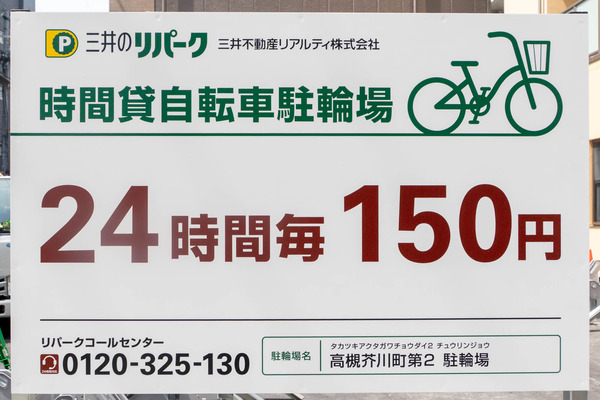 P 三井のリパーク 三井不動産リアルティ株式会社
時間貸自転車駐輪場
24時間毎 150円
リパークコールセンター
0120-325-130
駐輪場名
タカツキアクタガワチョウダイ2 チュウリンジョウ
高槻芥川町第2 駐輪場